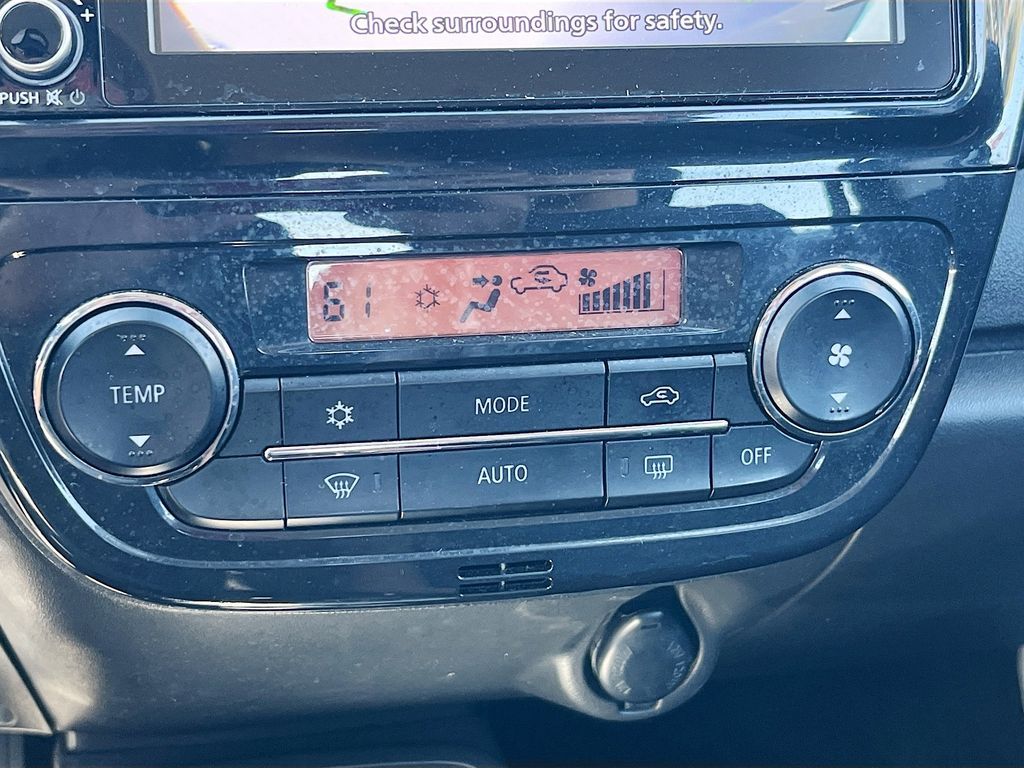 Check surroundings for safety.
PUSH
61
TEMP
MODE
AUTO
OFF